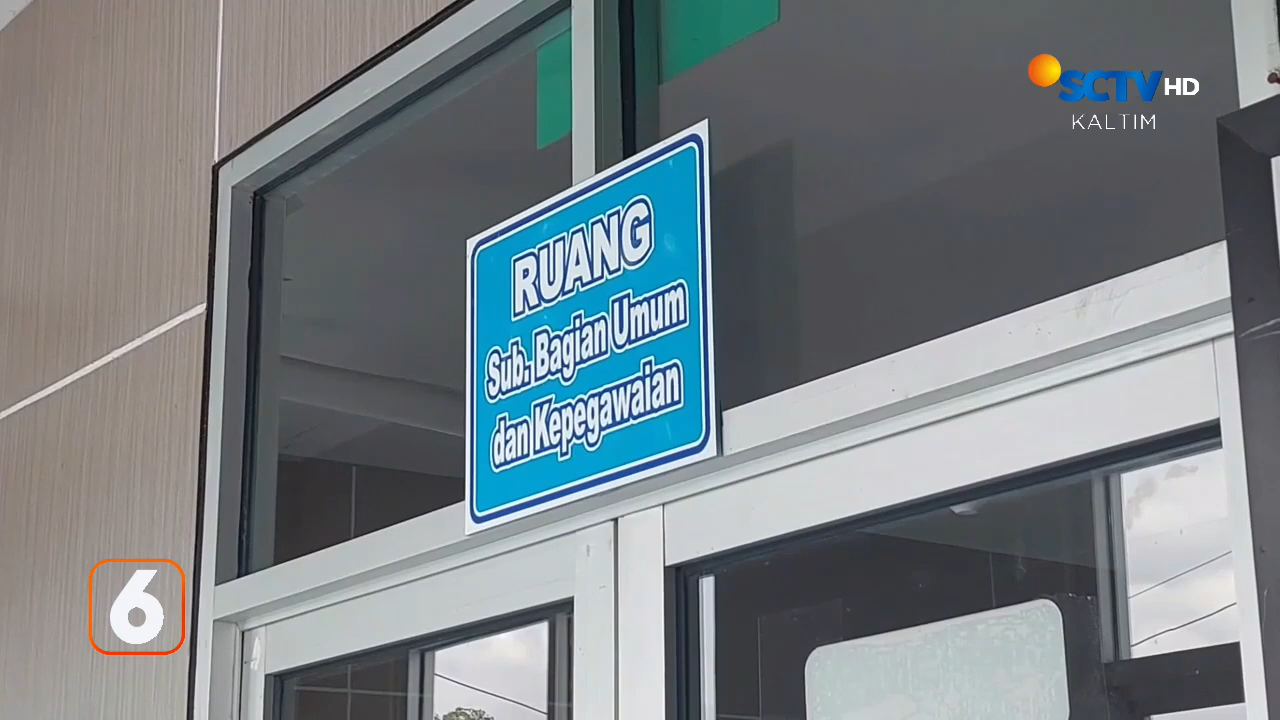 SCTV HD
KALTIM
RUANG
Sub. Bagian Umum
dan Kepegawaian
6